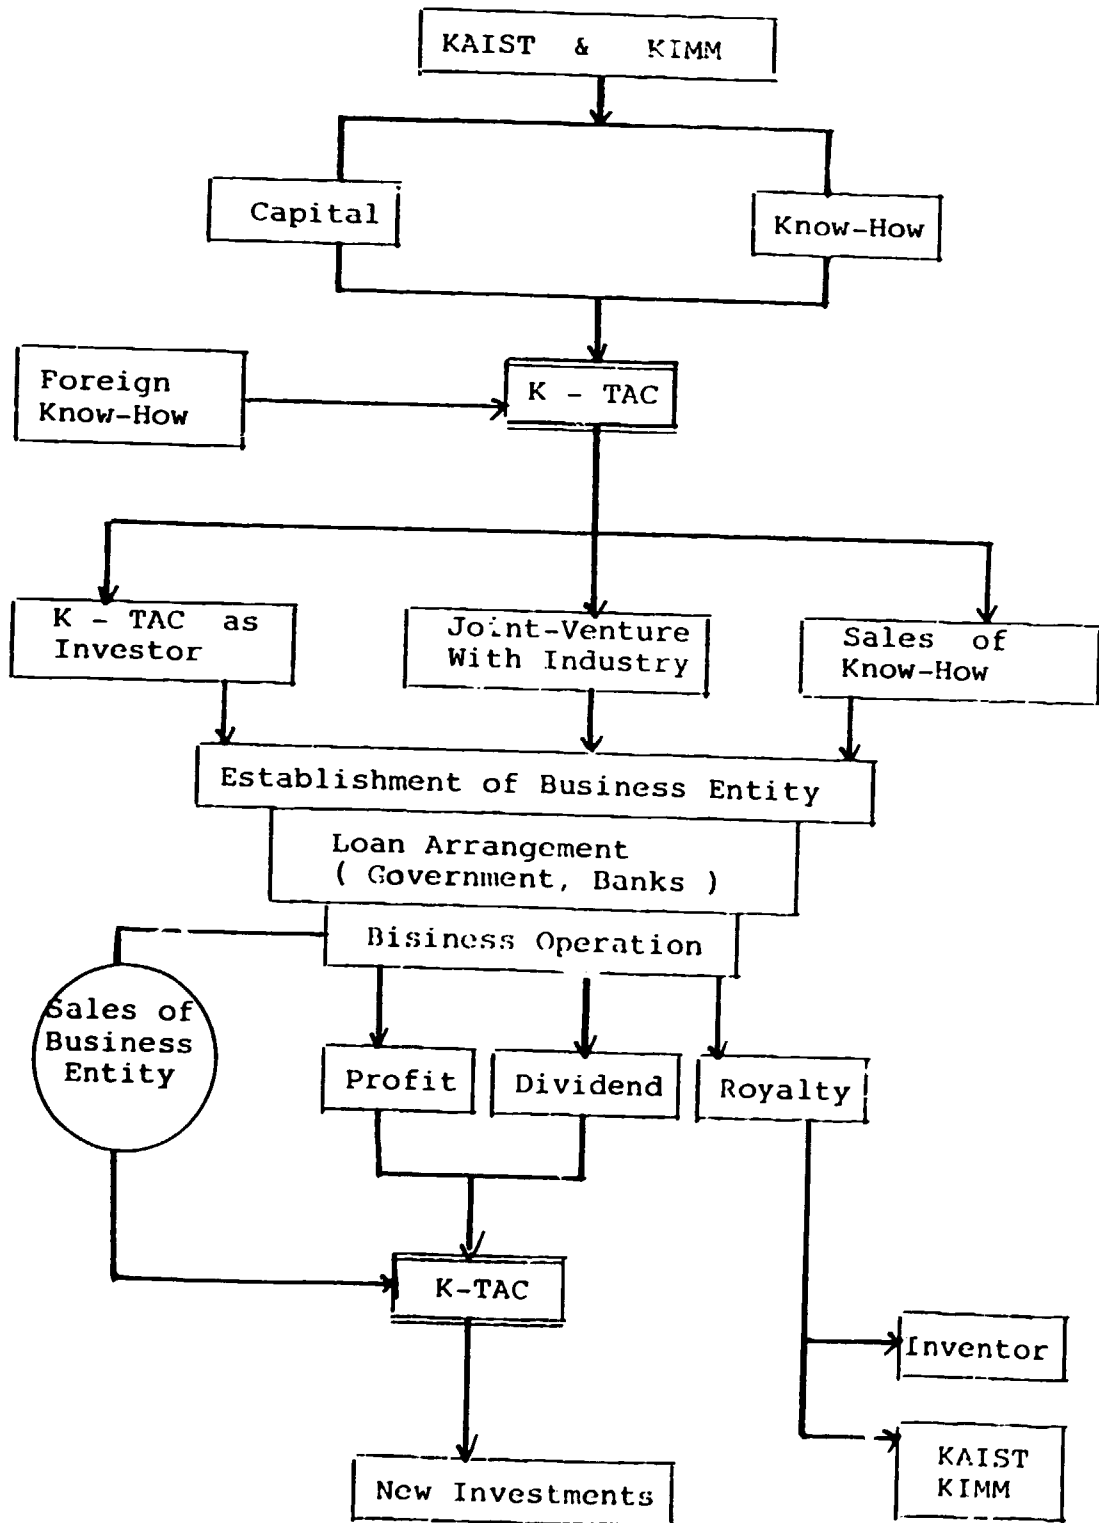 KAIST & KIMM
Capital
Know-How
Foreign
Know-How
K - TAC
K - TAC as
Investor
Joint-Venture
With Industry
Sales of
Know-How
Establishment of Business Entity
Loan Arrangement
( Government, Banks )
Bisiness Operation
Sales of
Business
Entity
Profit
Dividend
Royalty
K-TAC
Inventor
KAIST
KIMM
New Investments